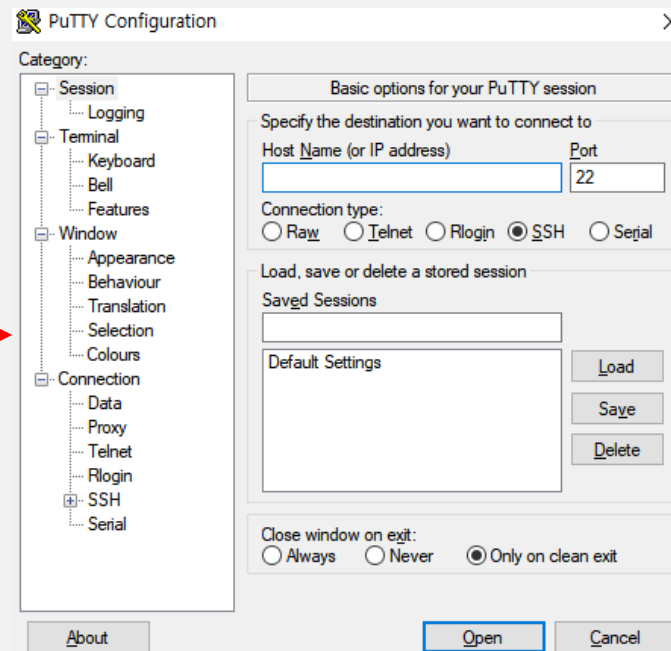 PuTTY Configuration
Category:
Session
Logging
Terminal
Keyboard
Bell
Features
Window
Appearance
Behaviour
Translation
Selection
Colours
Connection
Data
Proxy
Telnet
Rlogin
SSH
Serial
Basic options for your PuTTY session
Specify the destination you want to connect to
Host Name (or IP address) Port
22
Connection type:
Raw Telnet Rlogin SSH Serial
Load, save or delete a stored session
Saved Sessions
Default Settings
Load
Save
Delete
Close window on exit:
Always Never Only on clean exit
About Open Cancel